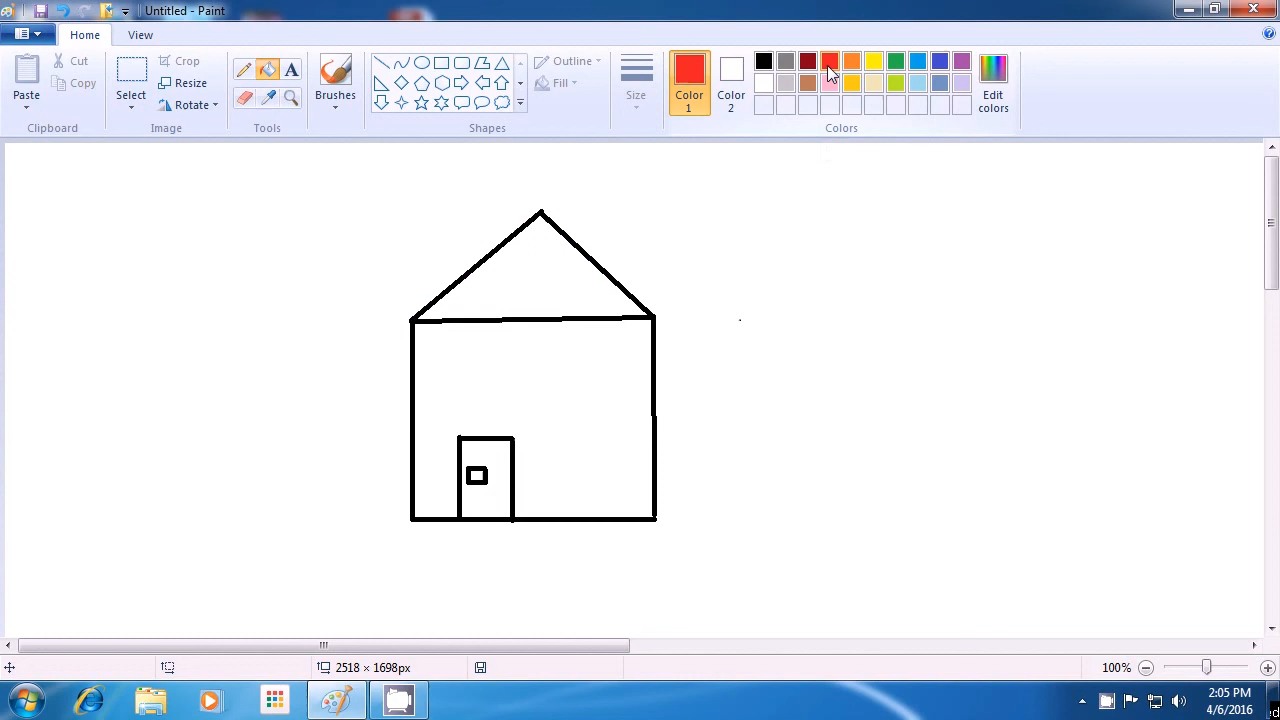 Untitled - Paint
Home View
Paste
Cut
Copy
Clipboard
Select
Crop
Resize
Rotate
Image
A
Tools
Brushes
Shapes
Outline
Fill
Size
Color 1
Color 2
Edit colors
Colors
2518 × 1698px
100%
2:05 PM
4/6/2016